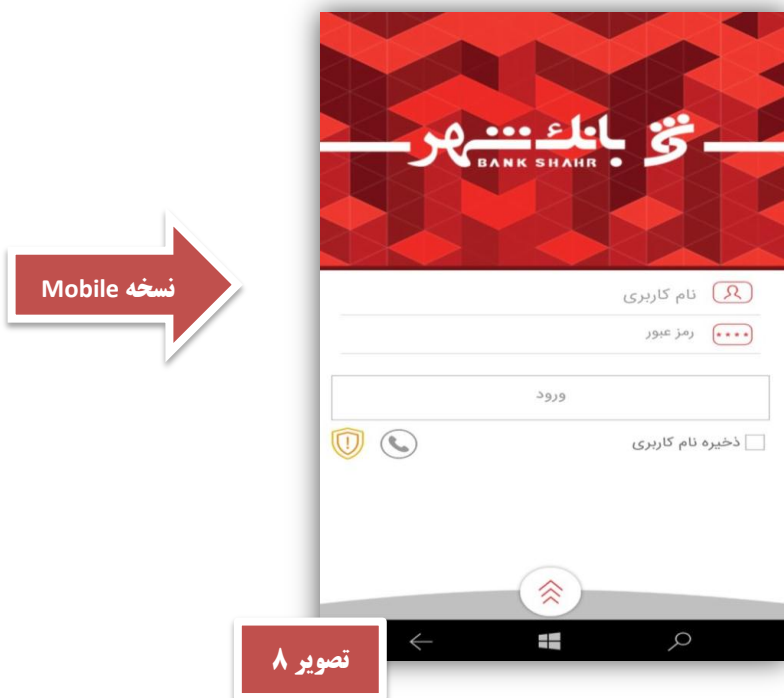 بانک شهر
BANK SHAHR
نسخه Mobile
نام کاربری
رمز عبور
ورود
ذخیره نام کاربری
تصویر ۸